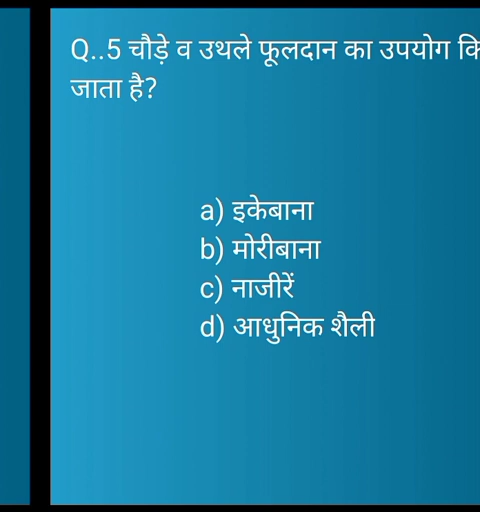 Q..5 चौड़े व उथले फूलदान का उपयोग कि
जाता है?
a) इकेबाना
b) मोरीबाना
c) नाजीरें
d) आधुनिक शैली